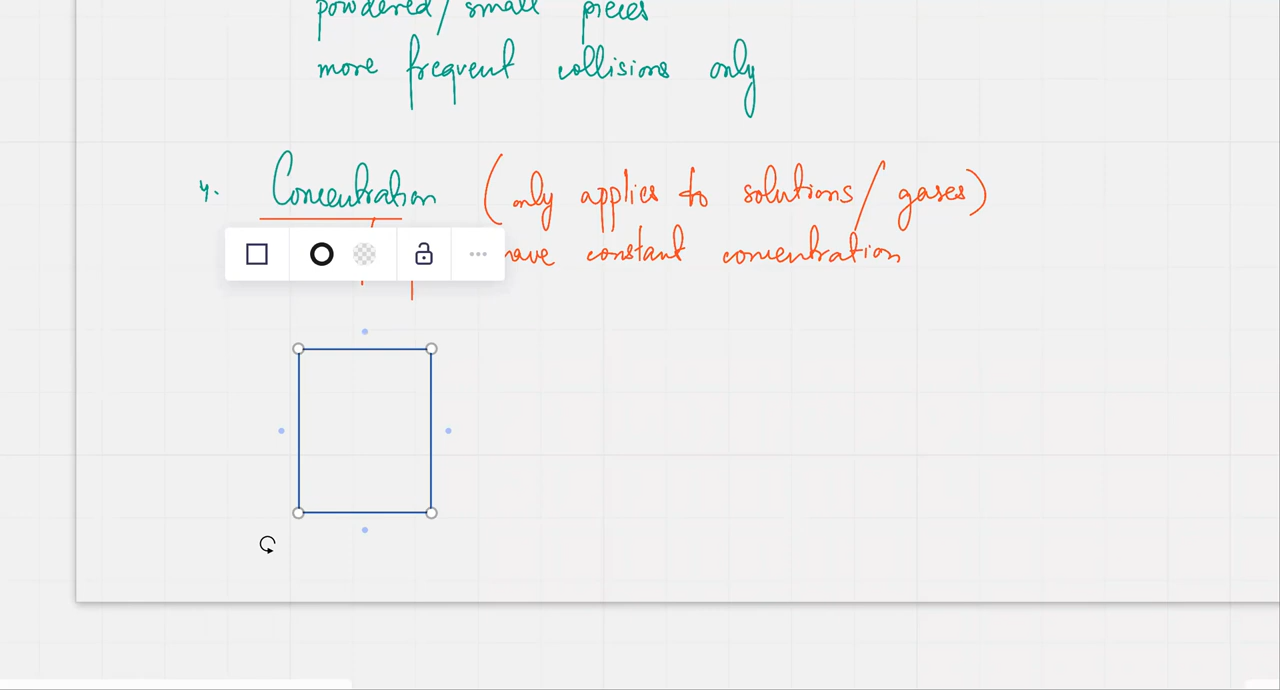 powdered/ small pieces
more frequent collisions only
4. Concentration (only applies to solutions/ gases)
have constant concentration